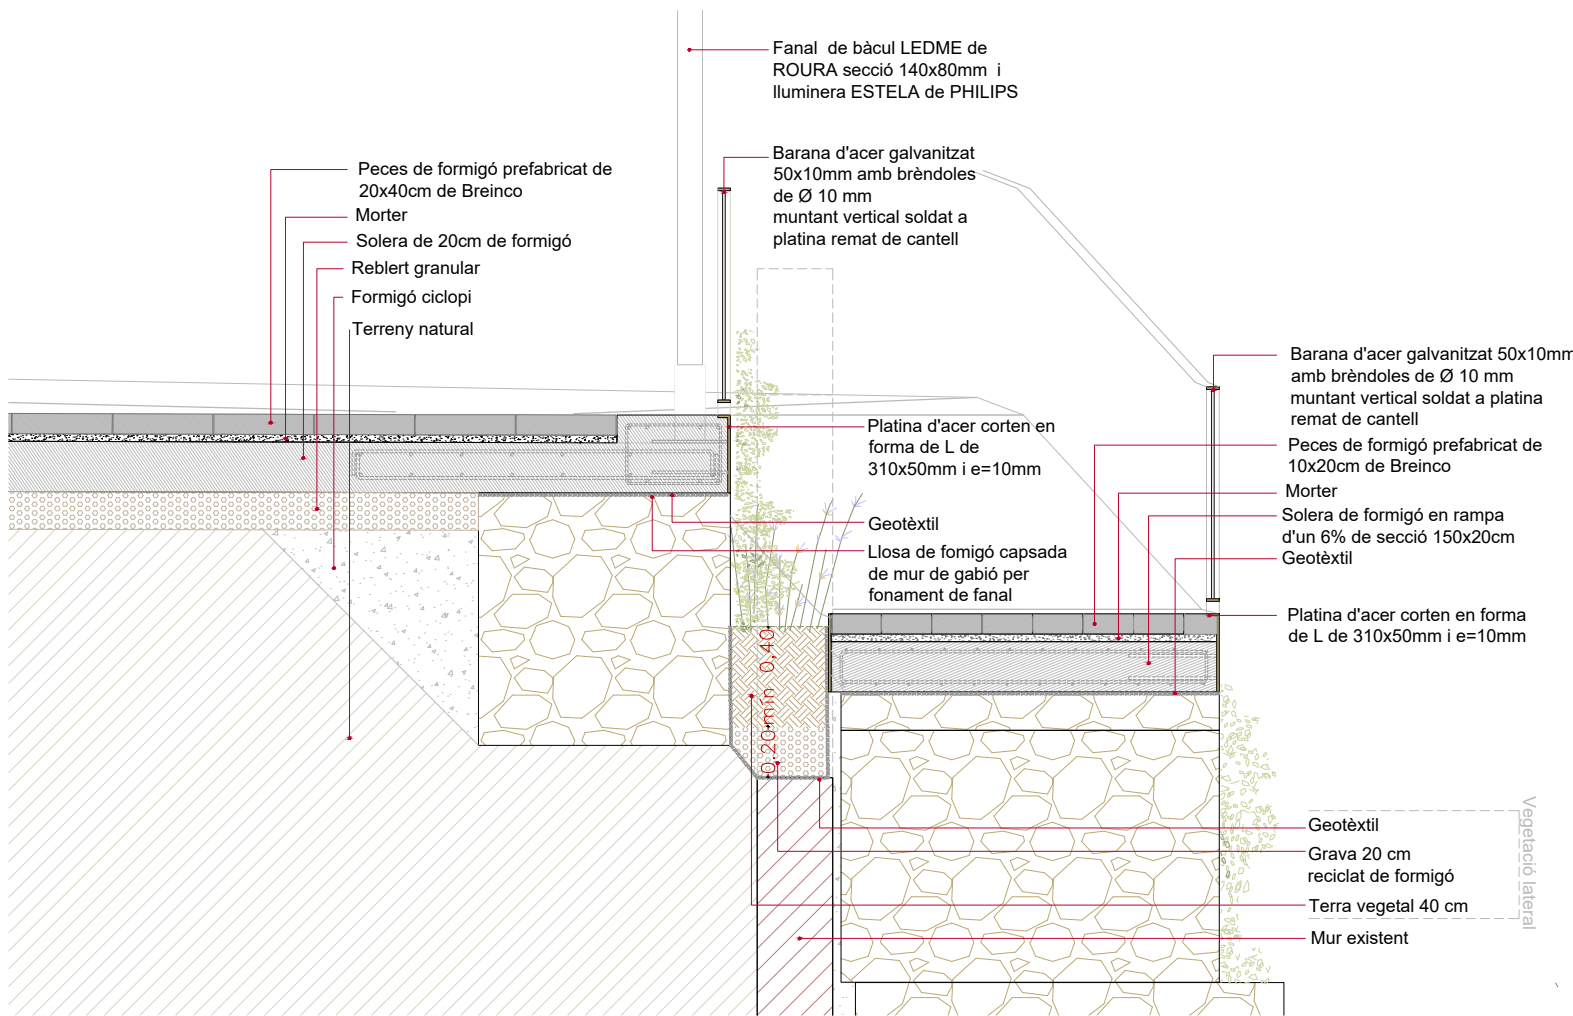 Fanal de bàcul LEDME de
ROURA secció 140x80mm i
lluminera ESTELA de PHILIPS
Barana d'acer galvanitzat
50x10mm amb brèndoles
de Ø 10 mm
muntant vertical soldat a
platina remat de cantell
Peces de formigó prefabricat de
20x40cm de Breinco
Morter
Solera de 20cm de formigó
Reblert granular
Formigó ciclopi
Terreny natural
Barana d'acer galvanitzat 50x10mm
amb brèndoles de Ø 10 mm
muntant vertical soldat a platina
remat de cantell
Platina d'acer corten en
forma de L de
310x50mm i e=10mm
Peces de formigó prefabricat de
10x20cm de Breinco
Morter
Solera de formigó en rampa
d'un 6% de secció 150x20cm
Geotèxtil
Geotèxtil
Llosa de fomigó capsada
de mur de gabió per
fonament de fanal
Platina d'acer corten en forma
de L de 310x50mm i e=10mm
0,40
0,20 mín
Geotèxtil
Grava 20 cm
reciclat de formigó
Terra vegetal 40 cm
Mur existent
Vegetació lateral